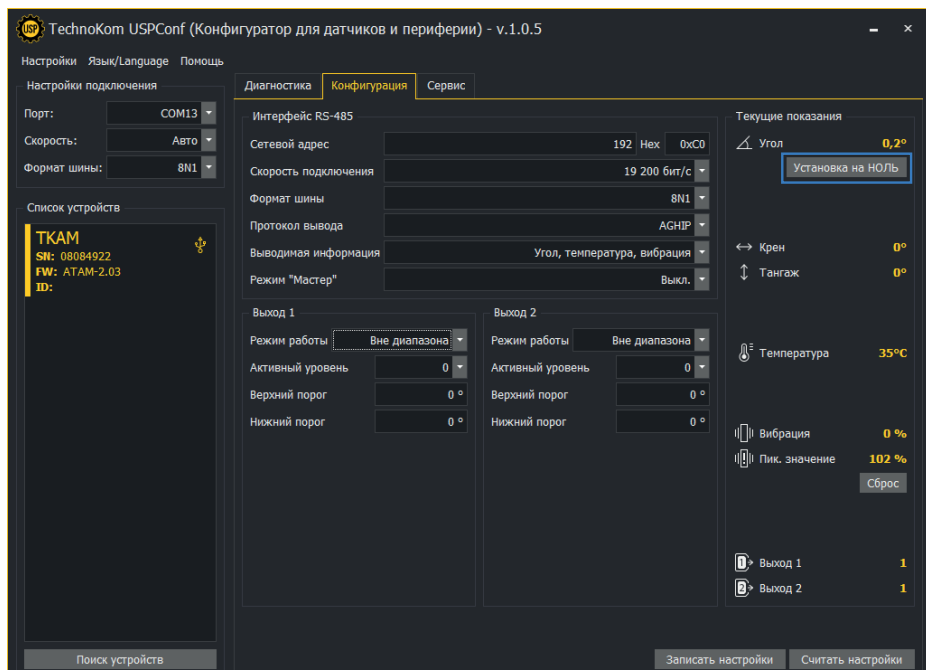 USP TechnoKom USPConf (Конфигуратор для датчиков и периферии) - v.1.0.5
Настройки Язык/Language Помощь
Настройки подключения
Порт: COM13
Скорость: Авто
Формат шины: 8N1
Список устройств
TKAM
SN: 08084922
FW: ATAM-2.03
ID:
Поиск устройств
Диагностика Конфигурация Сервис
Интерфейс RS-485
Сетевой адрес 192 Hex 0xC0
Скорость подключения 19 200 бит/с
Формат шины 8N1
Протокол вывода AGHIP
Выводимая информация Угол, температура, вибрация
Режим "Мастер" Выкл.
Выход 1
Режим работы Вне диапазона
Активный уровень 0
Верхний порог 0 °
Нижний порог 0 °
Выход 2
Режим работы Вне диапазона
Активный уровень 0
Верхний порог 0 °
Нижний порог 0 °
Текущие показания
Угол 0,2°
Установка на НОЛЬ
Крен 0°
Тангаж 0°
Температура 35°C
Вибрация 0 %
Пик. значение 102 %
Сброс
1 Выход 1 1
2 Выход 2 1
Записать настройки Считать настройки